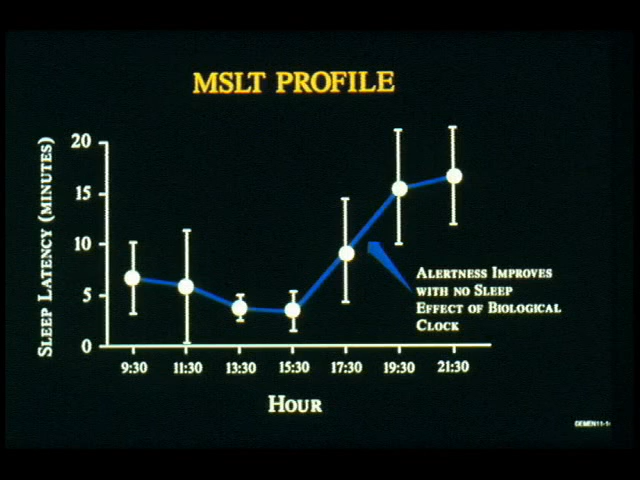 MSLT PROFILE
SLEEP LATENCY (MINUTES)
20
15
10
5
0
9:30 11:30 13:30 15:30 17:30 19:30 21:30
HOUR
ALERTNESS IMPROVES
WITH NO SLEEP
EFFECT OF BIOLOGICAL
CLOCK